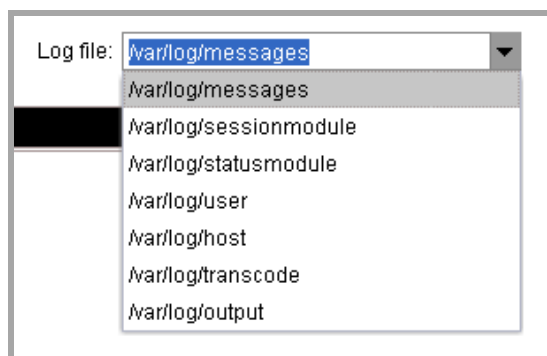 Log file: /var/log/messages
/var/log/messages
/var/log/sessionmodule
/var/log/statusmodule
/var/log/user
/var/log/host
/var/log/transcode
/var/log/output